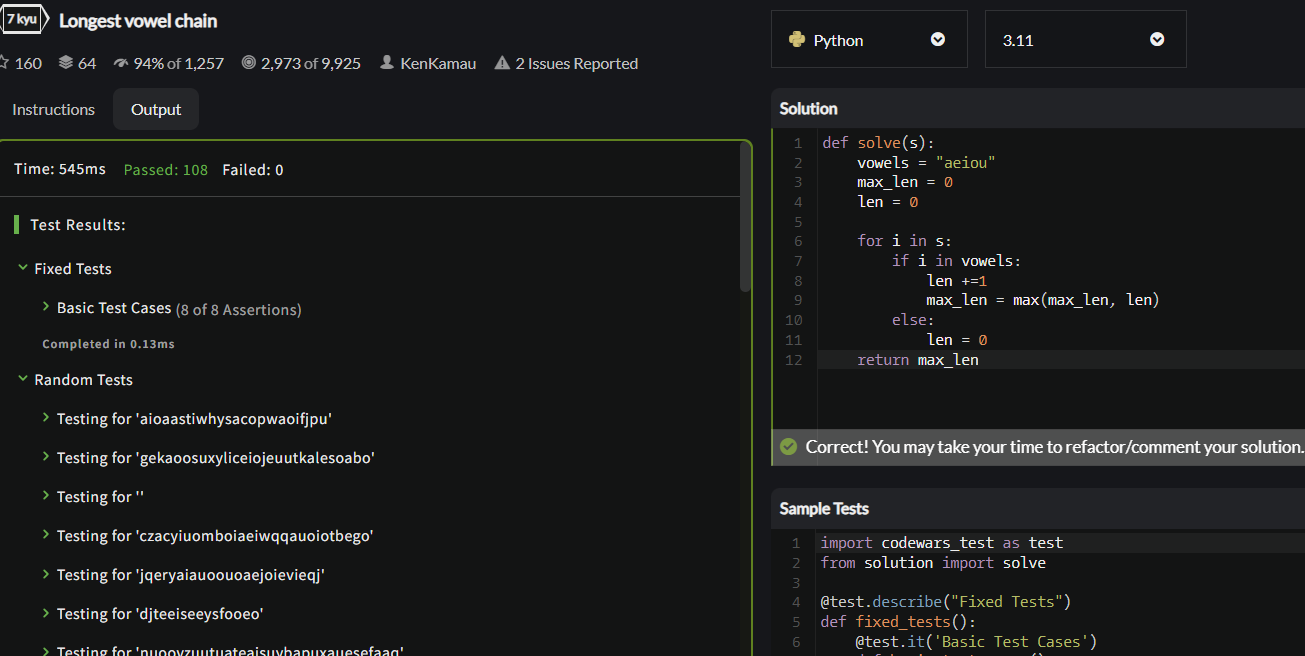 7 kyu Longest vowel chain
160 64 94% of 1,257 2,973 of 9,925 KenKamau 2 Issues Reported
Instructions Output
Time: 545ms Passed: 108 Failed: 0
Test Results:
Fixed Tests
Basic Test Cases (8 of 8 Assertions)
Completed in 0.13ms
Random Tests
Testing for 'aioaastiwhysacopwaoifjpu'
Testing for 'gekaoosuxyliceiojeuutkalesoabo'
Testing for ''
Testing for 'czacyiuomboiaeiwqqauoiotbego'
Testing for 'jqeryaiauoouoaejoievieqj'
Testing for 'djteeiseeysfooeo'
Testing for
Python 3.11
Solution
1 def solve(s):
2 vowels = "aeiou"
3 max_len = 0
4 len = 0
5
6 for i in s:
7 if i in vowels:
8 len +=1
9 max_len = max(max_len, len)
10 else:
11 len = 0
12 return max_len
Correct! You may take your time to refactor/comment your solution.
Sample Tests
1 import codewars_test as test
2 from solution import solve
3
4 @test.describe("Fixed Tests")
5 def fixed_tests():
6 @test.it('Basic Test Cases')